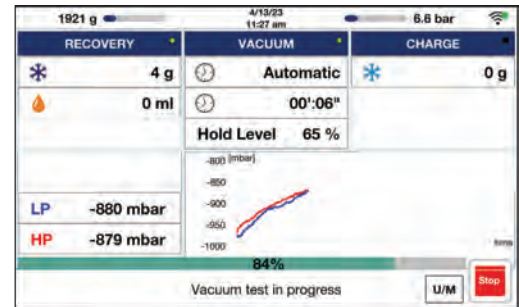 1921 g 4/13/23 6.6 bar
11:27 am
RECOVERY VACUUM CHARGE
4 g Automatic 0 g
0 ml 00':06"
Hold Level 65 %
-800 [mbar]
-850
-900
-950
-1000
LP -880 mbar
HP -879 mbar
time
84%
Vacuum test in progress
U/M
Stop